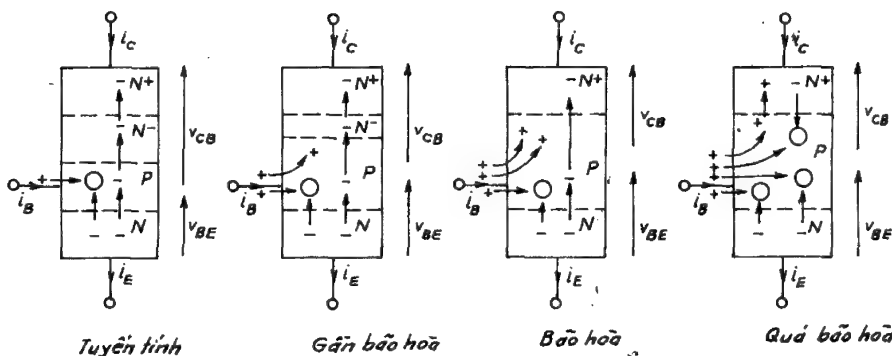 i_C
- N+
- N-
v_CB
+
- P
i_B
- - N
v_BE
i_E
Tuyến tính
i_C
- N+
- N-
v_CB
+ +
- P
i_B +
- - N
v_BE
i_E
Gần bão hoà
i_C
- N+
v_CB
+ + +
+ +
- P
i_B +
- - N
v_BE
i_E
Bão hoà
i_C
+ - N+
v_CB
+ +
+ P
+
+
i_B +
- - N
v_BE
i_E
Quá bão hoà